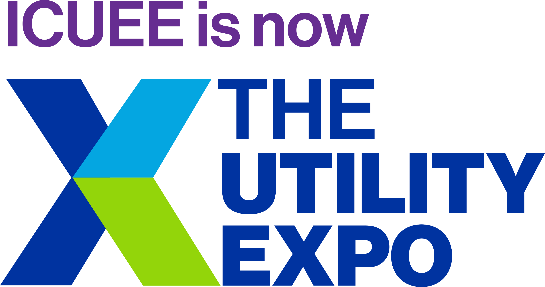 ICUEE is now
THE
UTILITY
EXPO